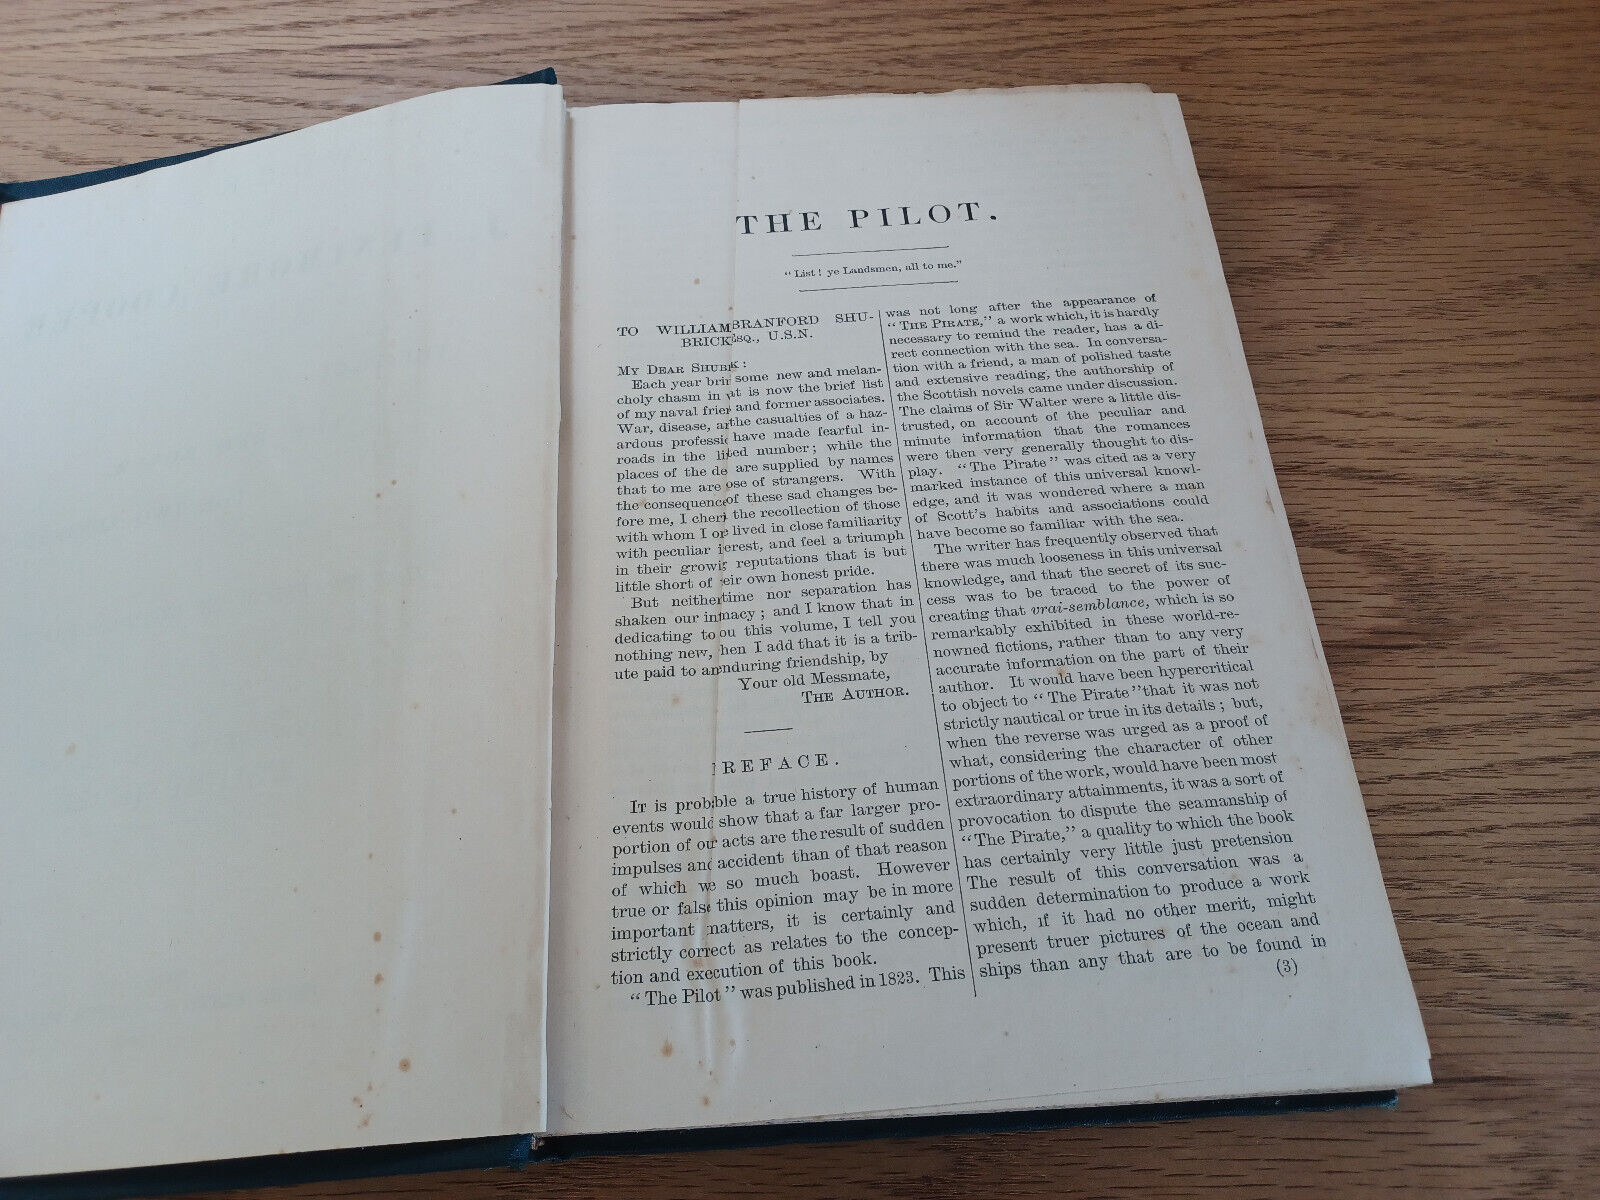 THE PILOT.
"List! ye Landsmen, all to me."
TO WILLIAM BRANFORD SHU-
BRICK ESQ., U.S.N.
MY DEAR SHUBK:
Each year brin some new and melan-
choly chasm in at is now the brief list
of my naval frien and former associates.
War, disease, an the casualties of a haz-
ardous professio have made fearful in-
roads in the lited number; while the
places of the de are supplied by names
that to me are ose of strangers. With
the consequence of these sad changes be-
fore me, I cheri the recollection of those
with whom I on lived in close familiarity
with peculiar ierest, and feel a triumph
in their growig reputations that is but
little short of eir own honest pride.
But neither time nor separation has
shaken our inmacy; and I know that in
dedicating to ou this volume, I tell you
nothing new, hen I add that it is a trib-
ute paid to an nduring friendship, by
Your old Messmate,
THE AUTHOR.
PREFACE.
IT is probable a true history of human
events would show that a far larger pro-
portion of our acts are the result of sudden
impulses and accident than of that reason
of which we so much boast. However
true or false this opinion may be in more
important matters, it is certainly and
strictly correct as relates to the concep-
tion and execution of this book.
"The Pilot" was published in 1823. This
was not long after the appearance of
"THE PIRATE," a work which, it is hardly
necessary to remind the reader, has a di-
rect connection with the sea. In conversa-
tion with a friend, a man of polished taste
and extensive reading, the authorship of
the Scottish novels came under discussion.
The claims of Sir Walter were a little dis-
trusted, on account of the peculiar and
minute information that the romances
were then very generally thought to dis-
play. "The Pirate" was cited as a very
marked instance of this universal knowl-
edge, and it was wondered where a man
of Scott's habits and associations could
have become so familiar with the sea.
The writer has frequently observed that
there was much looseness in this universal
knowledge, and that the secret of its suc-
cess was to be traced to the power of
creating that vrai-semblance, which is so
remarkably exhibited in these world-re-
nowned fictions, rather than to any very
accurate information on the part of their
author. It would have been hypercritical
to object to "The Pirate" that it was not
strictly nautical or true in its details; but,
when the reverse was urged as a proof of
what, considering the character of other
portions of the work, would have been most
extraordinary attainments, it was a sort of
provocation to dispute the seamanship of
"The Pirate," a quality to which the book
has certainly very little just pretension
The result of this conversation was a
sudden determination to produce a work
which, if it had no other merit, might
present truer pictures of the ocean and
ships than any that are to be found in
(3)